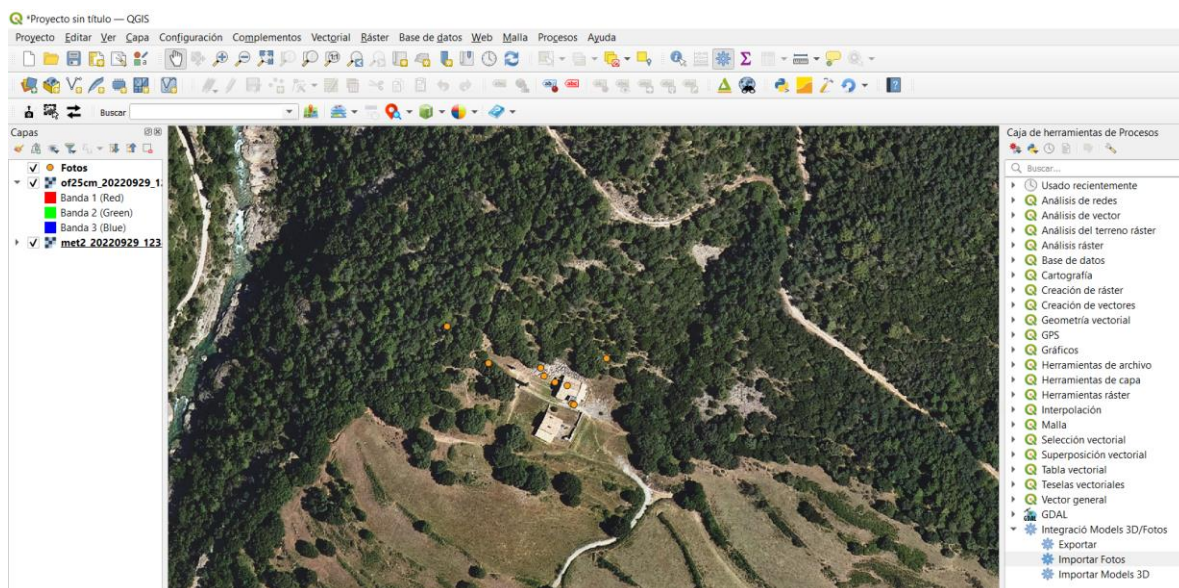 *Proyecto sin título — QGIS
Proyecto Editar Ver Capa Configuración Complementos Vectorial Ráster Base de datos Web Malla Procesos Ayuda
Buscar
Capas
Fotos
of25cm_20220929_1
Banda 1 (Red)
Banda 2 (Green)
Banda 3 (Blue)
met2_20220929_123
Caja de herramientas de Procesos
Buscar...
Usado recientemente
Análisis de redes
Análisis de vector
Análisis del terreno ráster
Análisis ráster
Base de datos
Cartografía
Creación de ráster
Creación de vectores
Geometría vectorial
GPS
Gráficos
Herramientas de archivo
Herramientas de capa
Herramientas ráster
Interpolación
Malla
Selección vectorial
Superposición vectorial
Tabla vectorial
Teselas vectoriales
Vector general
GDAL
Integració Models 3D/Fotos
Exportar
Importar Fotos
Importar Models 3D